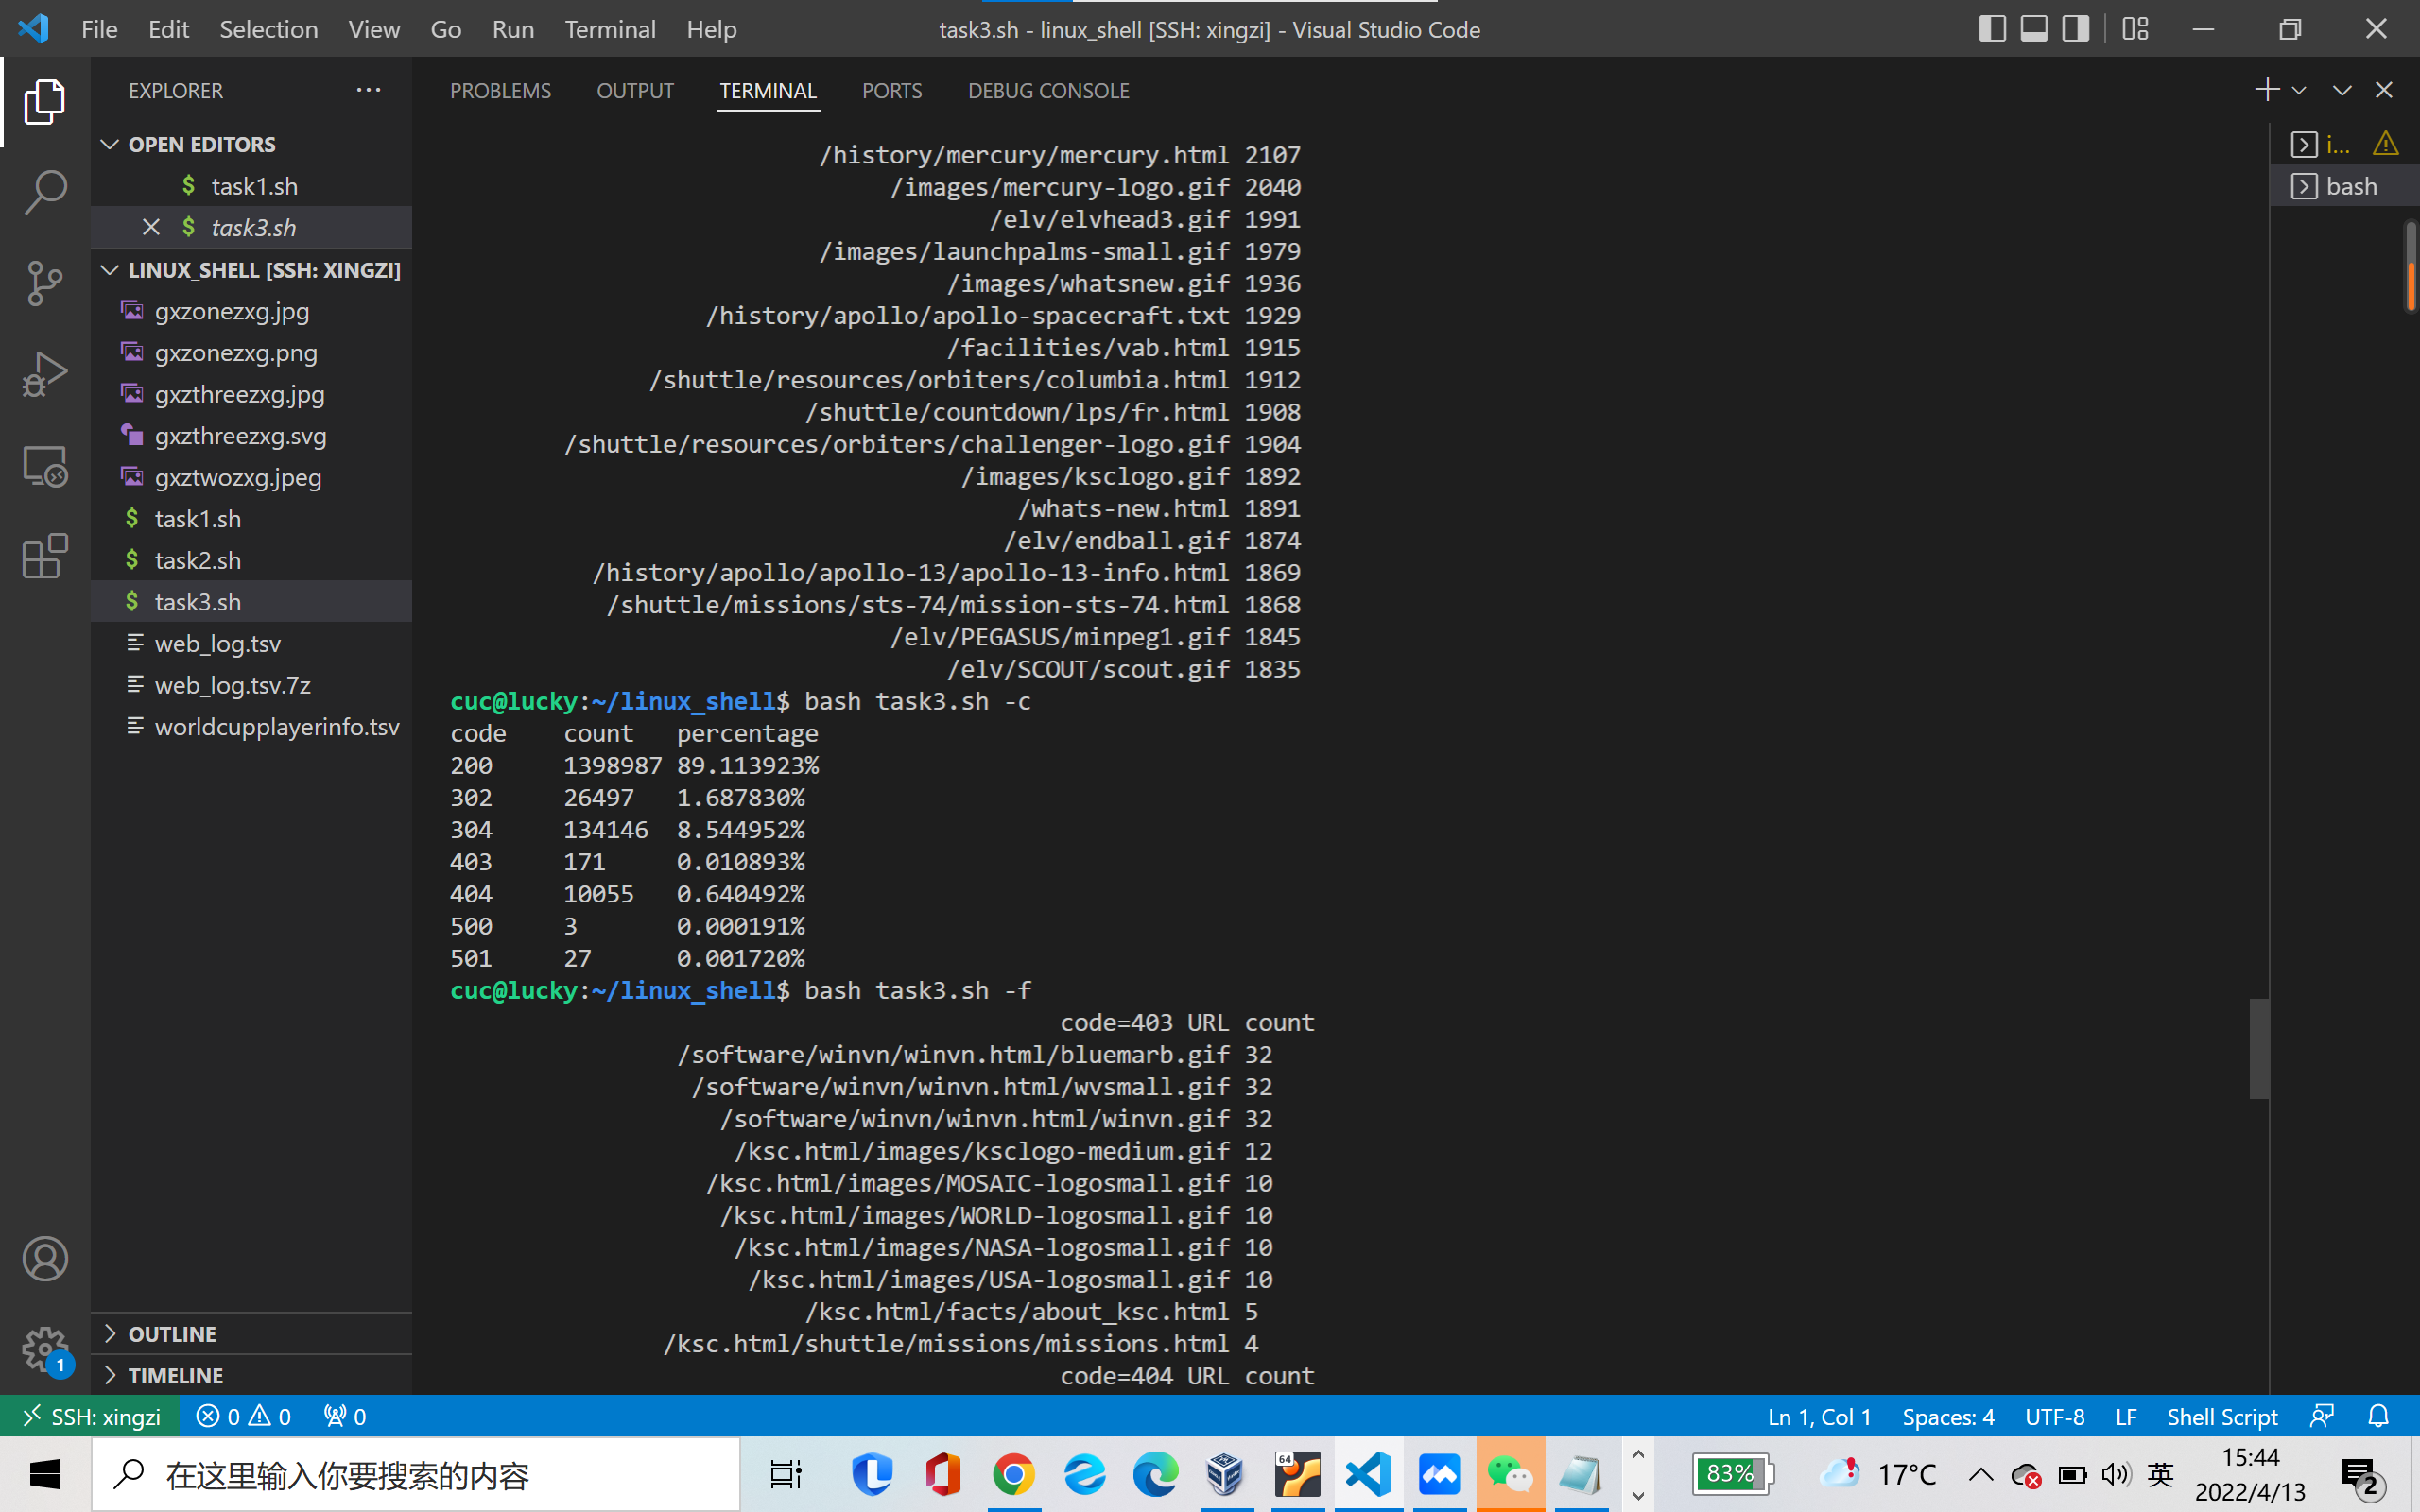 File Edit Selection View Go Run Terminal Help
task3.sh - linux_shell [SSH: xingzi] - Visual Studio Code
EXPLORER
OPEN EDITORS
$ task1.sh
$ task3.sh
LINUX_SHELL [SSH: XINGZI]
gxzonezxg.jpg
gxzonezxg.png
gxzthreezxg.jpg
gxzthreezxg.svg
gxztwozxg.jpeg
$ task1.sh
$ task2.sh
$ task3.sh
web_log.tsv
web_log.tsv.7z
worldcupplayerinfo.tsv
OUTLINE
TIMELINE
PROBLEMS OUTPUT TERMINAL PORTS DEBUG CONSOLE
/history/mercury/mercury.html 2107
/images/mercury-logo.gif 2040
/elv/elvhead3.gif 1991
/images/launchpalms-small.gif 1979
/images/whatsnew.gif 1936
/history/apollo/apollo-spacecraft.txt 1929
/facilities/vab.html 1915
/shuttle/resources/orbiters/columbia.html 1912
/shuttle/countdown/lps/fr.html 1908
/shuttle/resources/orbiters/challenger-logo.gif 1904
/images/ksclogo.gif 1892
/whats-new.html 1891
/elv/endball.gif 1874
/history/apollo/apollo-13/apollo-13-info.html 1869
/shuttle/missions/sts-74/mission-sts-74.html 1868
/elv/PEGASUS/minpeg1.gif 1845
/elv/SCOUT/scout.gif 1835
cuc@lucky:~/linux_shell$ bash task3.sh -c
code count percentage
200 1398987 89.113923%
302 26497 1.687830%
304 134146 8.544952%
403 171 0.010893%
404 10055 0.640492%
500 3 0.000191%
501 27 0.001720%
cuc@lucky:~/linux_shell$ bash task3.sh -f
code=403 URL count
/software/winvn/winvn.html/bluemarb.gif 32
/software/winvn/winvn.html/wvsmall.gif 32
/software/winvn/winvn.html/winvn.gif 32
/ksc.html/images/ksclogo-medium.gif 12
/ksc.html/images/MOSAIC-logosmall.gif 10
/ksc.html/images/WORLD-logosmall.gif 10
/ksc.html/images/NASA-logosmall.gif 10
/ksc.html/images/USA-logosmall.gif 10
/ksc.html/facts/about_ksc.html 5
/ksc.html/shuttle/missions/missions.html 4
code=404 URL count
i...
bash
1
SSH: xingzi 0 0 0
Ln 1, Col 1 Spaces: 4 UTF-8 LF Shell Script
在这里输入你要搜索的内容
64
83%
17°C
英
15:44
2022/4/13
2